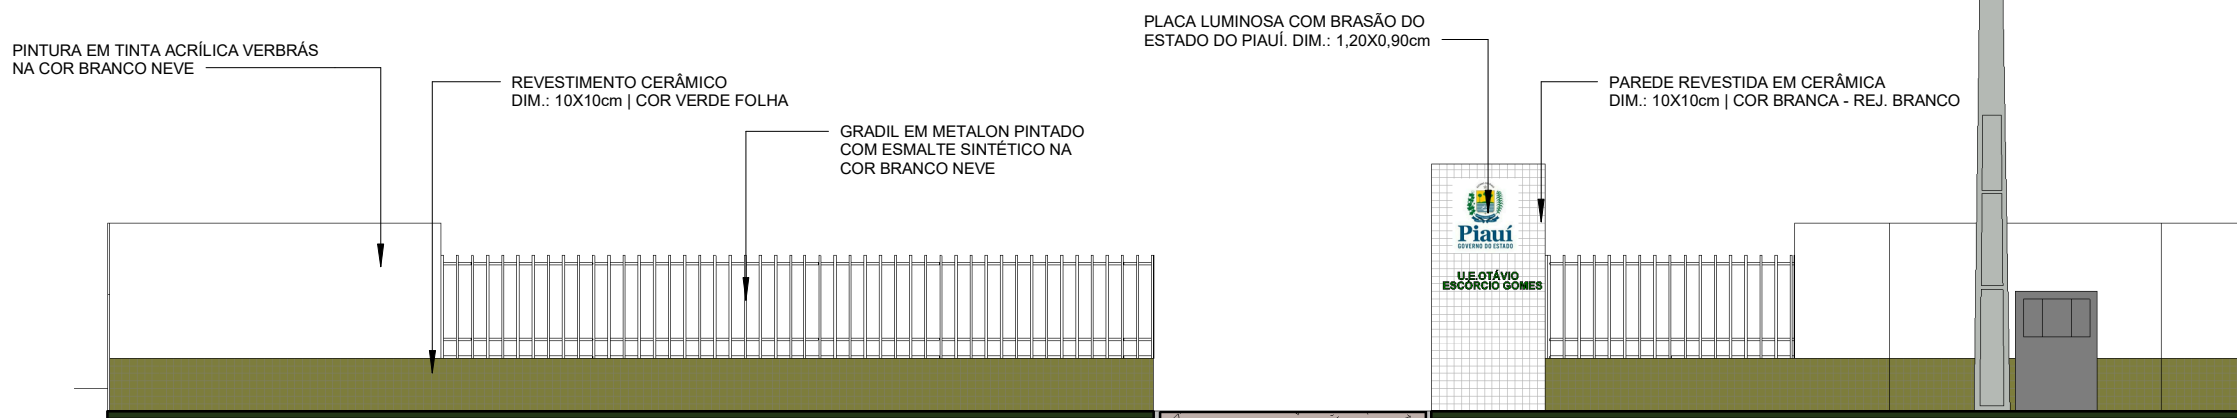 PINTURA EM TINTA ACRÍLICA VERBRÁS
NA COR BRANCO NEVE
REVESTIMENTO CERÂMICO
DIM.: 10X10cm | COR VERDE FOLHA
GRADIL EM METALON PINTADO
COM ESMALTE SINTÉTICO NA
COR BRANCO NEVE
PLACA LUMINOSA COM BRASÃO DO
ESTADO DO PIAUÍ. DIM.: 1,20X0,90cm
PAREDE REVESTIDA EM CERÂMICA
DIM.: 10X10cm | COR BRANCA - REJ. BRANCO
Piauí
GOVERNO DO ESTADO
U.E.OTÁVIO
ESCÓRCIO GOMES